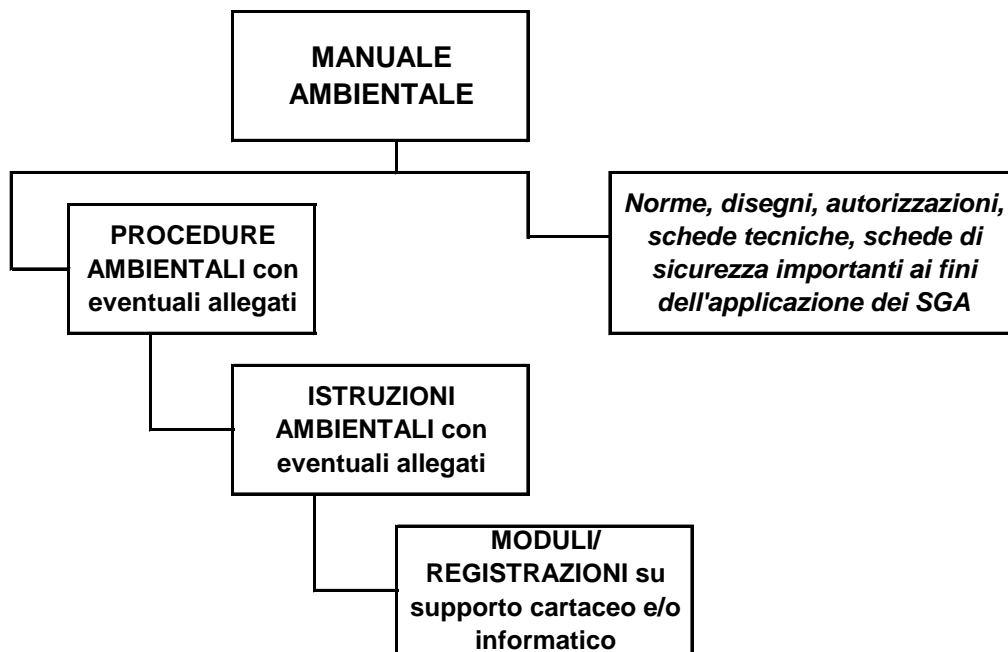 MANUALE
AMBIENTALE
PROCEDURE
AMBIENTALI con
eventuali allegati
Norme, disegni, autorizzazioni,
schede tecniche, schede di
sicurezza importanti ai fini
dell'applicazione dei SGA
ISTRUZIONI
AMBIENTALI con
eventuali allegati
MODULI/
REGISTRAZIONI su
supporto cartaceo e/o
informatico